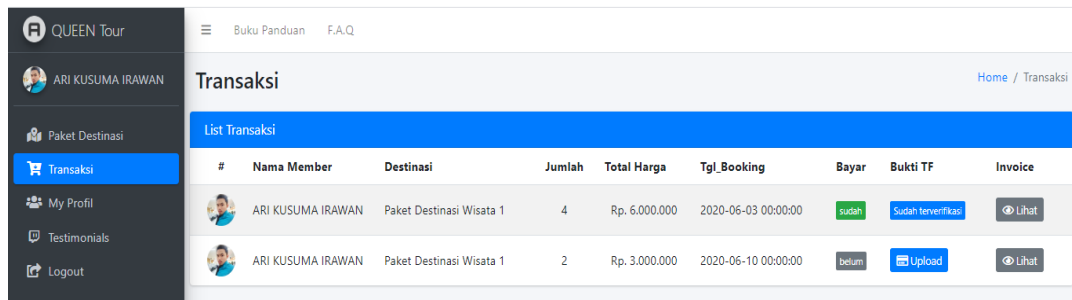 QUEEN Tour
Buku Panduan F.A.Q
ARI KUSUMA IRAWAN
Transaksi
Home / Transaksi
Paket Destinasi
Transaksi
My Profil
Testimonials
Logout
List Transaksi
# Nama Member Destinasi Jumlah Total Harga Tgl_Booking Bayar Bukti TF Invoice
ARI KUSUMA IRAWAN Paket Destinasi Wisata 1 4 Rp. 6.000.000 2020-06-03 00:00:00 sudah Sudah terverifikasi Lihat
ARI KUSUMA IRAWAN Paket Destinasi Wisata 1 2 Rp. 3.000.000 2020-06-10 00:00:00 belum Upload Lihat